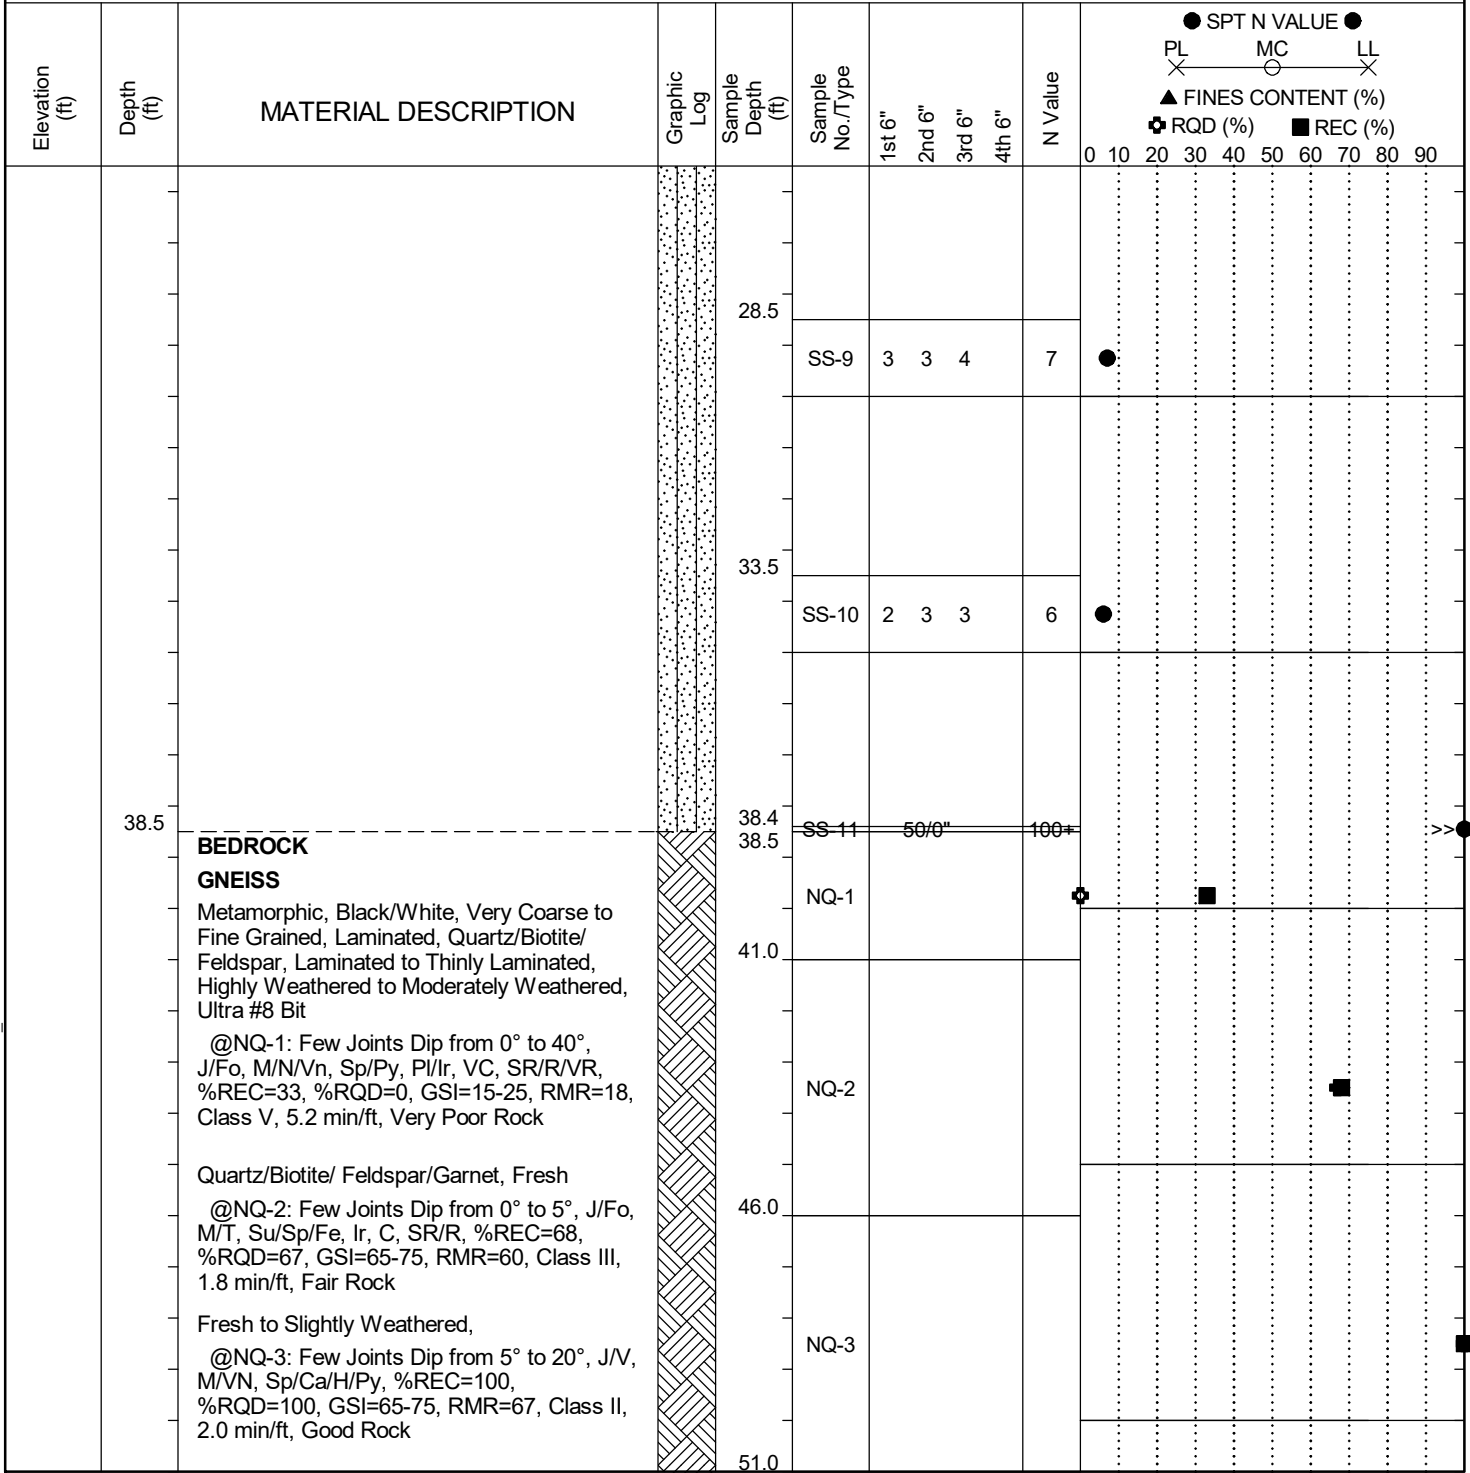 Elevation (ft)
Depth (ft)
MATERIAL DESCRIPTION
Graphic Log
Sample Depth (ft)
Sample No./Type
1st 6"
2nd 6"
3rd 6"
4th 6"
N Value
● SPT N VALUE ●
PL MC LL
▲ FINES CONTENT (%)
RQD (%) ■ REC (%)
0 10 20 30 40 50 60 70 80 90
28.5
SS-9 3 3 4 7
33.5
SS-10 2 3 3 6
38.5
38.4
SS-11 50/0" 100+ >>
38.5
BEDROCK
GNEISS
Metamorphic, Black/White, Very Coarse to
Fine Grained, Laminated, Quartz/Biotite/
Feldspar, Laminated to Thinly Laminated,
Highly Weathered to Moderately Weathered,
Ultra #8 Bit
@NQ-1: Few Joints Dip from 0° to 40°,
J/Fo, M/N/Vn, Sp/Py, Pl/Ir, VC, SR/R/VR,
%REC=33, %RQD=0, GSI=15-25, RMR=18,
Class V, 5.2 min/ft, Very Poor Rock
NQ-1
41.0
Quartz/Biotite/ Feldspar/Garnet, Fresh
@NQ-2: Few Joints Dip from 0° to 5°, J/Fo,
M/T, Su/Sp/Fe, Ir, C, SR/R, %REC=68,
%RQD=67, GSI=65-75, RMR=60, Class III,
1.8 min/ft, Fair Rock
NQ-2
46.0
Fresh to Slightly Weathered,
@NQ-3: Few Joints Dip from 5° to 20°, J/V,
M/VN, Sp/Ca/H/Py, %REC=100,
%RQD=100, GSI=65-75, RMR=67, Class II,
2.0 min/ft, Good Rock
NQ-3
51.0